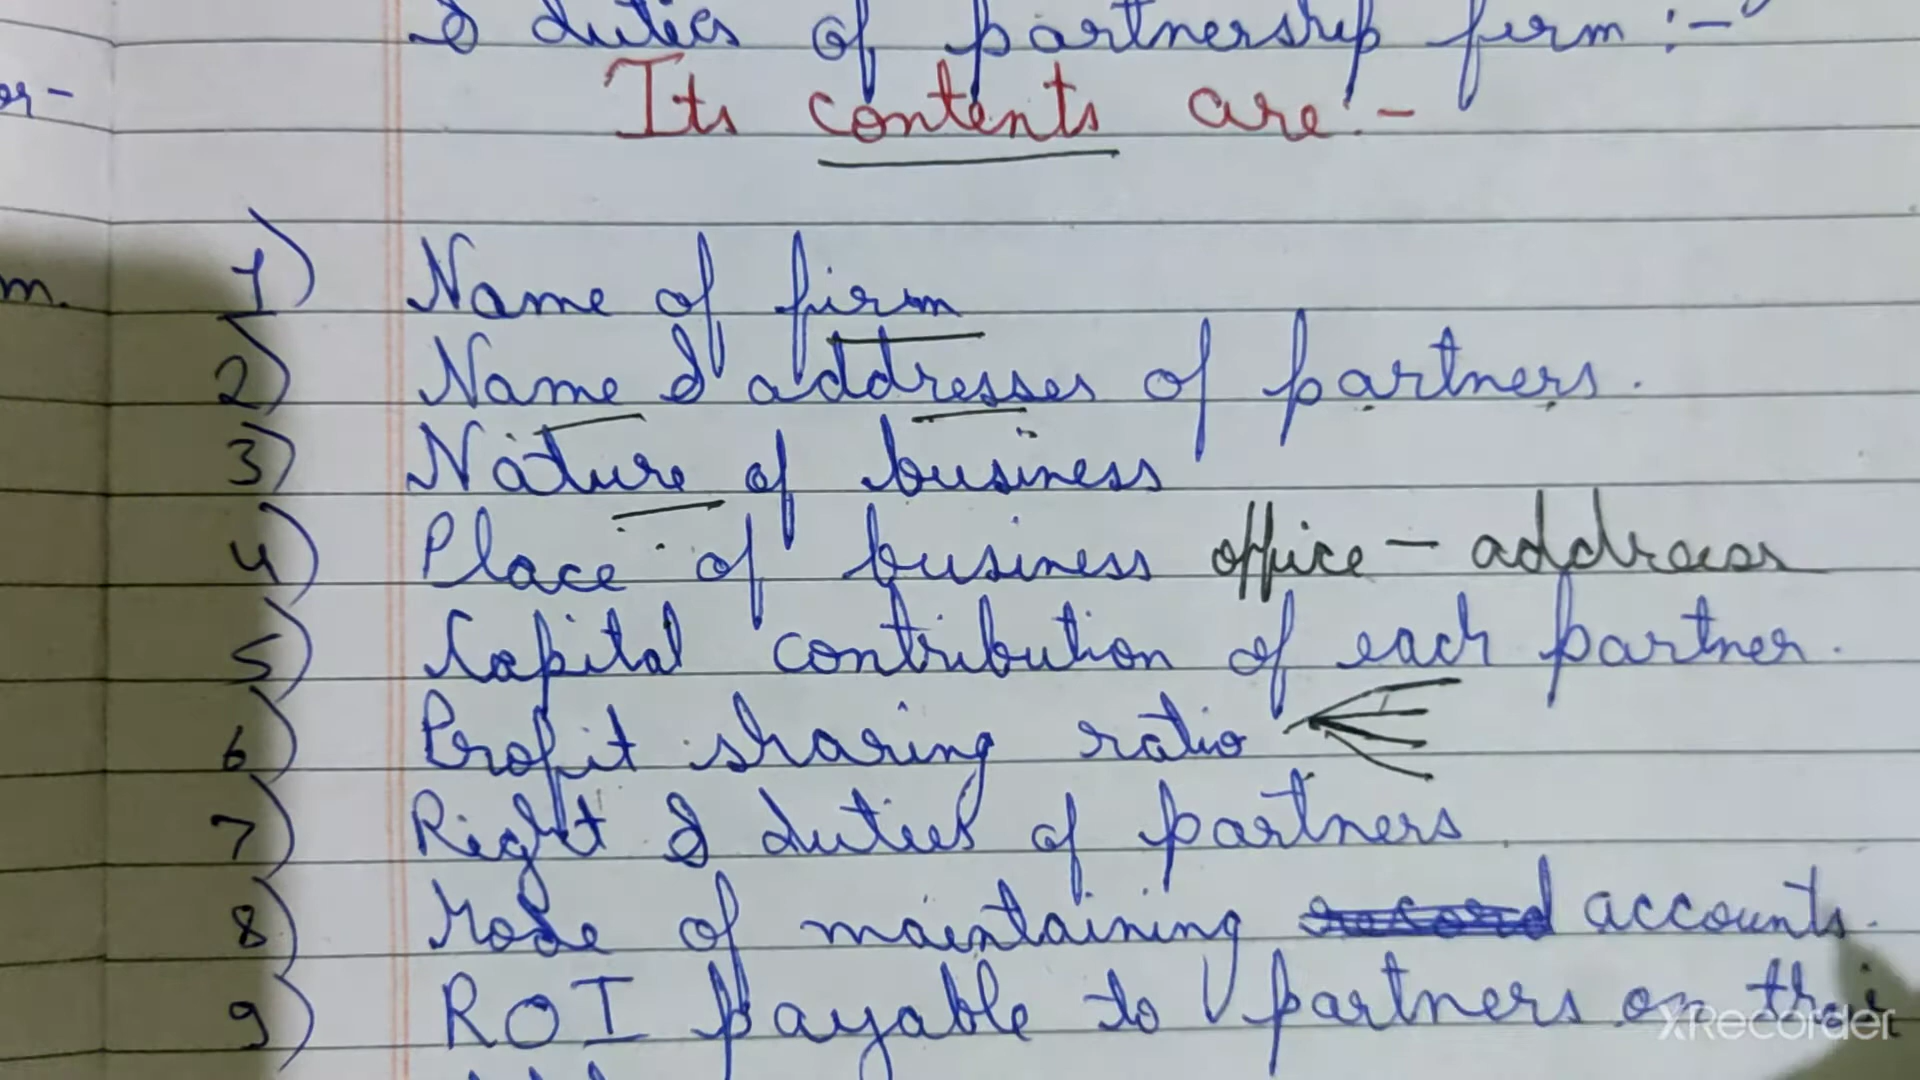 & duties of partnership firm :-
Its contents are :-
1) Name of firm
2) Name & addresses of partners.
3) Nature of business
4) Place of business office - address
5) Capital contribution of each partner.
6) Profit sharing ratio
7) Right & duties of partners
8) Mode of maintaining accounts.
9) ROI payable to partners on
XRecorder